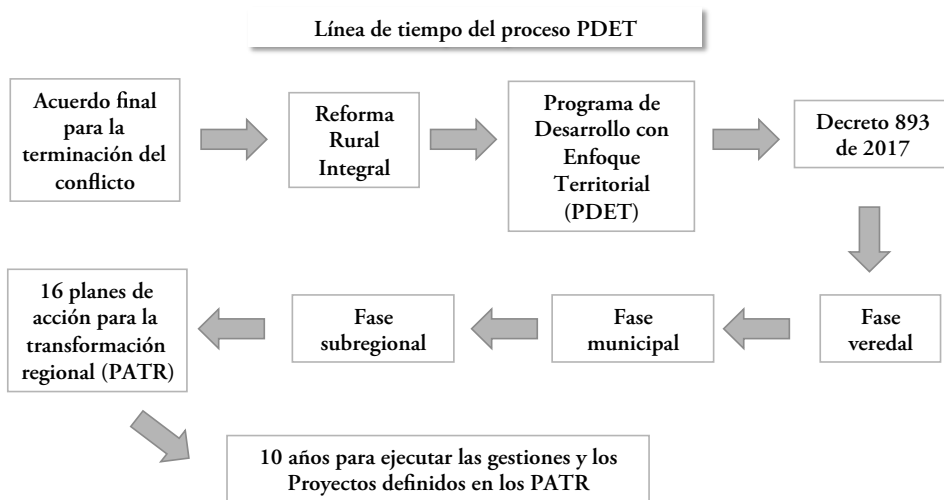 Línea de tiempo del proceso PDET
Acuerdo final
para la
terminación del
conflicto
Reforma
Rural
Integral
Programa de
Desarrollo con
Enfoque
Territorial
(PDET)
Decreto 893
de 2017
Fase
veredal
Fase
municipal
Fase
subregional
16 planes de
acción para la
transformación
regional (PATR)
10 años para ejecutar las gestiones y los
Proyectos definidos en los PATR